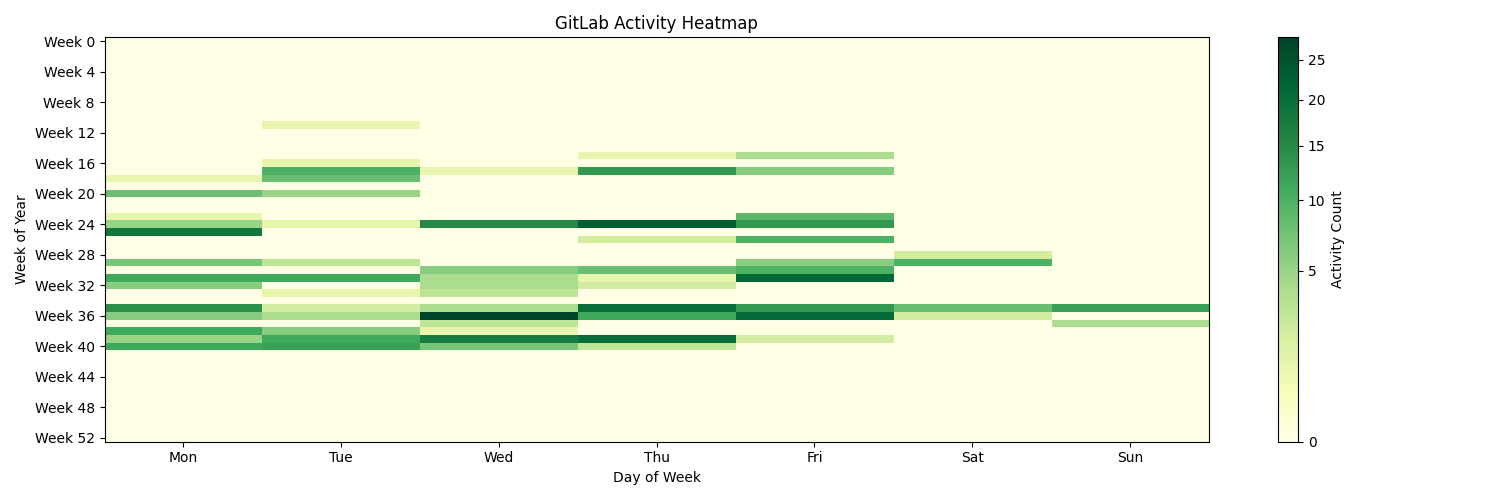 GitLab Activity Heatmap
Week 0
Week 4
Week 8
Week 12
Week 16
Week 20
Week 24
Week 28
Week 32
Week 36
Week 40
Week 44
Week 48
Week 52
Week of Year
Mon Tue Wed Thu Fri Sat Sun
Day of Week
25
20
15
10
5
0
Activity Count